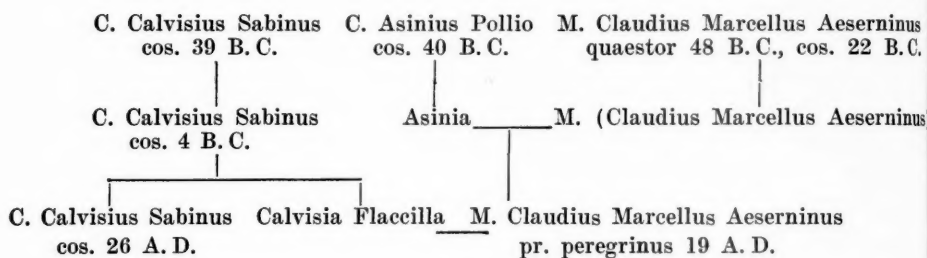 C. Calvisius Sabinus C. Asinius Pollio M. Claudius Marcellus Aeserninus
cos. 39 B. C. cos. 40 B. C. quaestor 48 B. C., cos. 22 B. C.
C. Calvisius Sabinus Asinia M. (Claudius Marcellus Aeserninus)
cos. 4 B. C.
C. Calvisius Sabinus Calvisia Flaccilla M. Claudius Marcellus Aeserninus
cos. 26 A. D. pr. peregrinus 19 A. D.